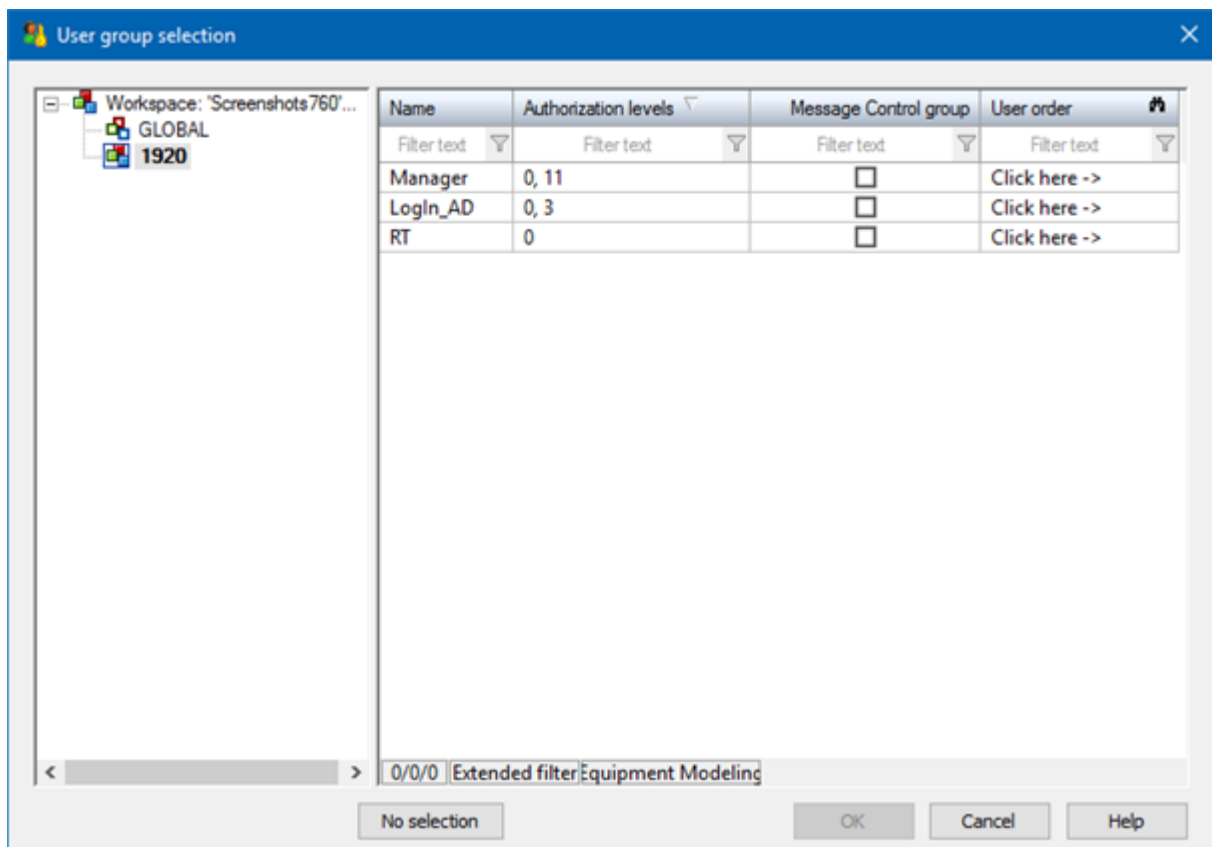 User group selection
Workspace: 'Screenshots760'...
GLOBAL
1920
Name Authorization levels Message Control group User order
Filter text Filter text Filter text Filter text
Manager 0, 11 Click here ->
LogIn_AD 0, 3 Click here ->
RT 0 Click here ->
0/0/0 Extended filter Equipment Modeling
No selection OK Cancel Help